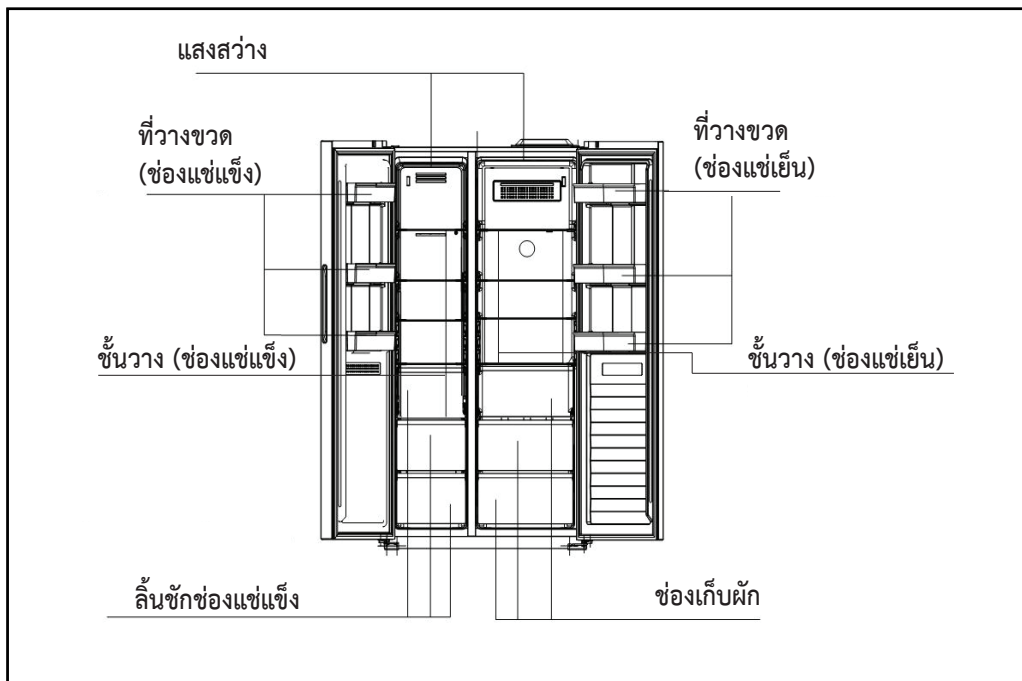 แสงสว่าง
ที่วางขวด
(ช่องแช่แข็ง)
ที่วางขวด
(ช่องแช่เย็น)
ชั้นวาง (ช่องแช่แข็ง)
ชั้นวาง (ช่องแช่เย็น)
ลิ้นชักช่องแช่แข็ง
ช่องเก็บผัก